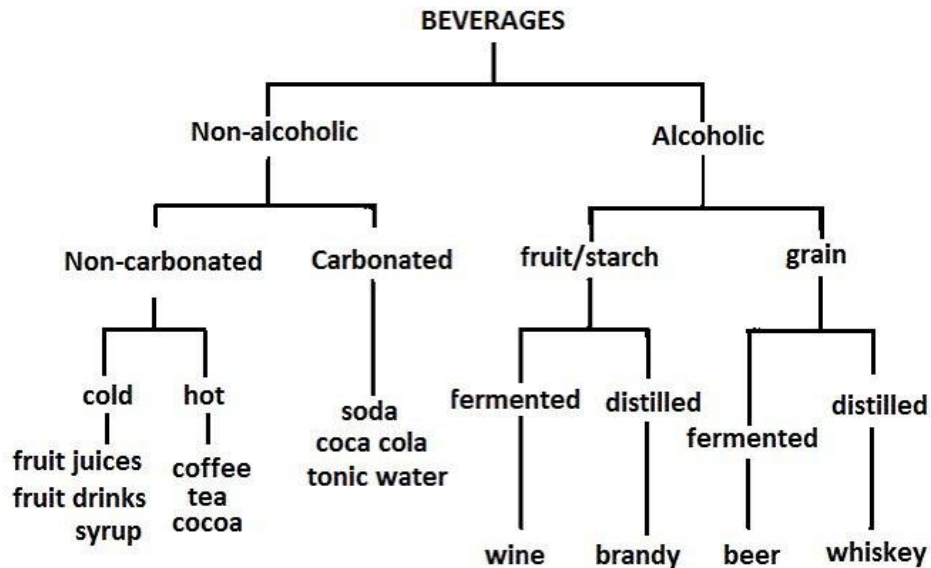 BEVERAGES
Non-alcoholic
Alcoholic
Non-carbonated
Carbonated
fruit/starch
grain
cold
hot
fermented
distilled
fermented
distilled
fruit juices
fruit drinks
syrup
coffee
tea
cocoa
soda
coca cola
tonic water
wine
brandy
beer
whiskey